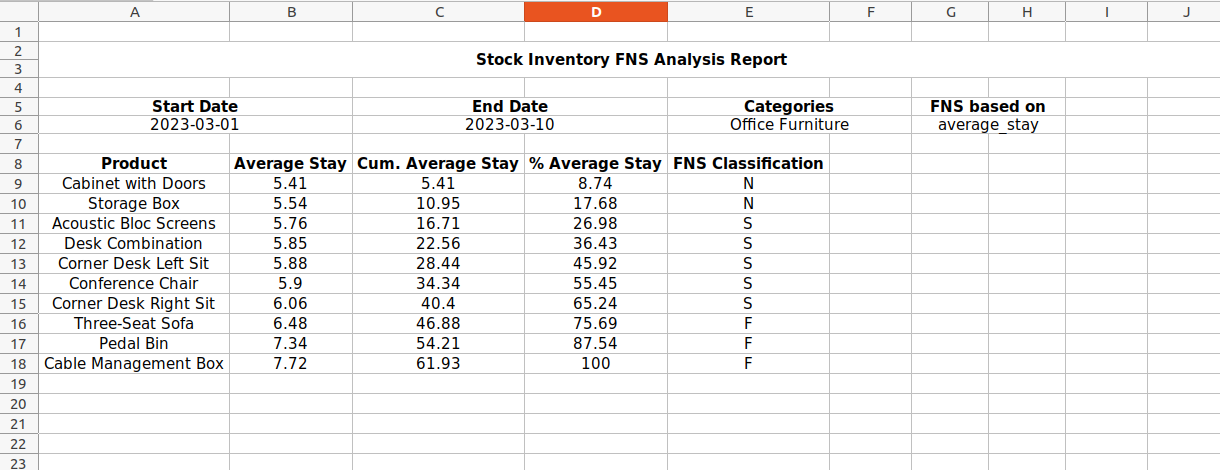 A B C D E F G H I J
1
2
Stock Inventory FNS Analysis Report
3
4
5 Start Date End Date Categories FNS based on
6 2023-03-01 2023-03-10 Office Furniture average_stay
7
8 Product Average Stay Cum. Average Stay % Average Stay FNS Classification
9 Cabinet with Doors 5.41 5.41 8.74 N
10 Storage Box 5.54 10.95 17.68 N
11 Acoustic Bloc Screens 5.76 16.71 26.98 S
12 Desk Combination 5.85 22.56 36.43 S
13 Corner Desk Left Sit 5.88 28.44 45.92 S
14 Conference Chair 5.9 34.34 55.45 S
15 Corner Desk Right Sit 6.06 40.4 65.24 S
16 Three-Seat Sofa 6.48 46.88 75.69 F
17 Pedal Bin 7.34 54.21 87.54 F
18 Cable Management Box 7.72 61.93 100 F
19
20
21
22
23